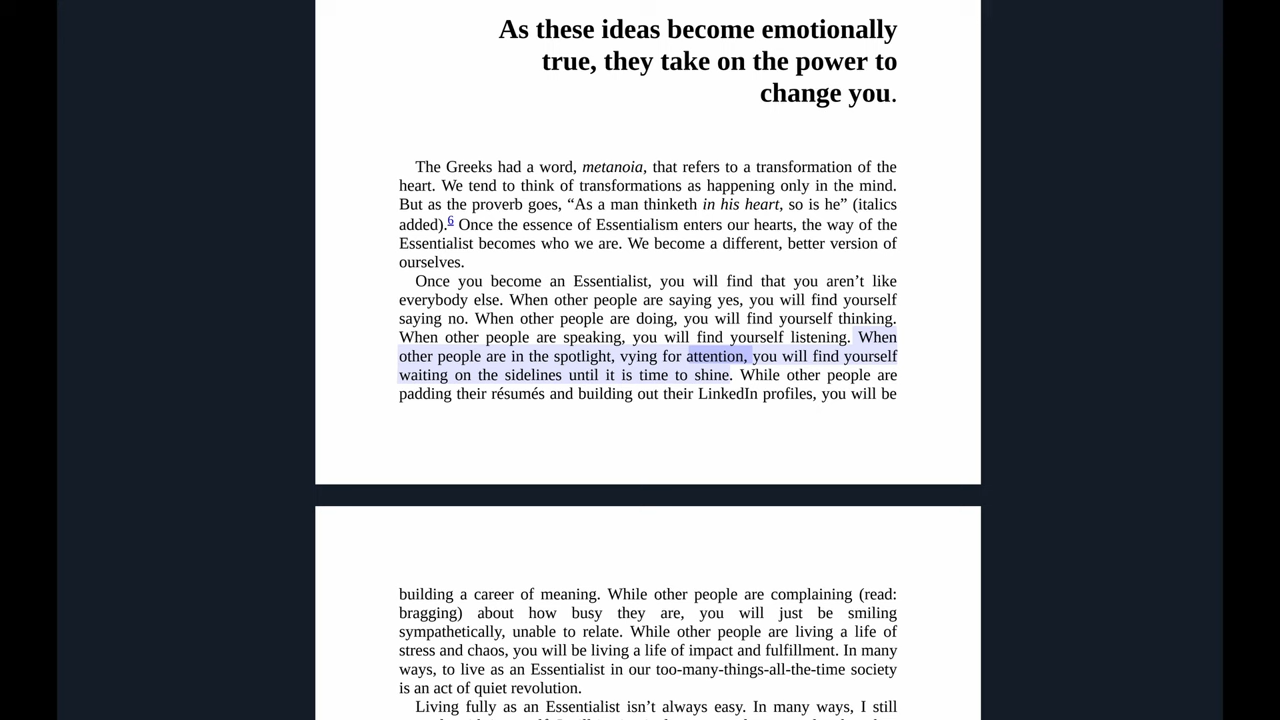 As these ideas become emotionally
true, they take on the power to
change you.
The Greeks had a word, metanoia, that refers to a transformation of the
heart. We tend to think of transformations as happening only in the mind.
But as the proverb goes, “As a man thinketh in his heart, so is he” (italics
added).6 Once the essence of Essentialism enters our hearts, the way of the
Essentialist becomes who we are. We become a different, better version of
ourselves.
Once you become an Essentialist, you will find that you aren’t like
everybody else. When other people are saying yes, you will find yourself
saying no. When other people are doing, you will find yourself thinking.
When other people are speaking, you will find yourself listening. When
other people are in the spotlight, vying for attention, you will find yourself
waiting on the sidelines until it is time to shine. While other people are
padding their résumés and building out their LinkedIn profiles, you will be
building a career of meaning. While other people are complaining (read:
bragging) about how busy they are, you will just be smiling
sympathetically, unable to relate. While other people are living a life of
stress and chaos, you will be living a life of impact and fulfillment. In many
ways, to live as an Essentialist in our too-many-things-all-the-time society
is an act of quiet revolution.
Living fully as an Essentialist isn’t always easy. In many ways, I still